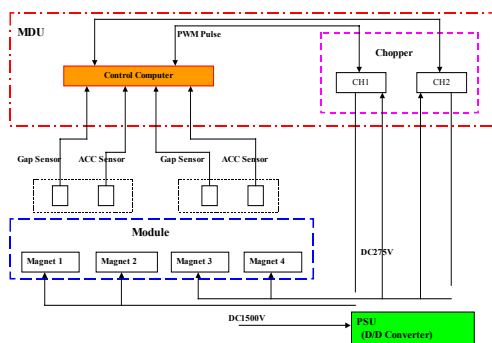 MDU
PWM Pulse
Chopper
Control Computer
CH1
CH2
Gap Sensor
ACC Sensor
Gap Sensor
ACC Sensor
Module
DC275V
Magnet 1
Magnet 2
Magnet 3
Magnet 4
DC1500V
PSU
(D/D Converter)